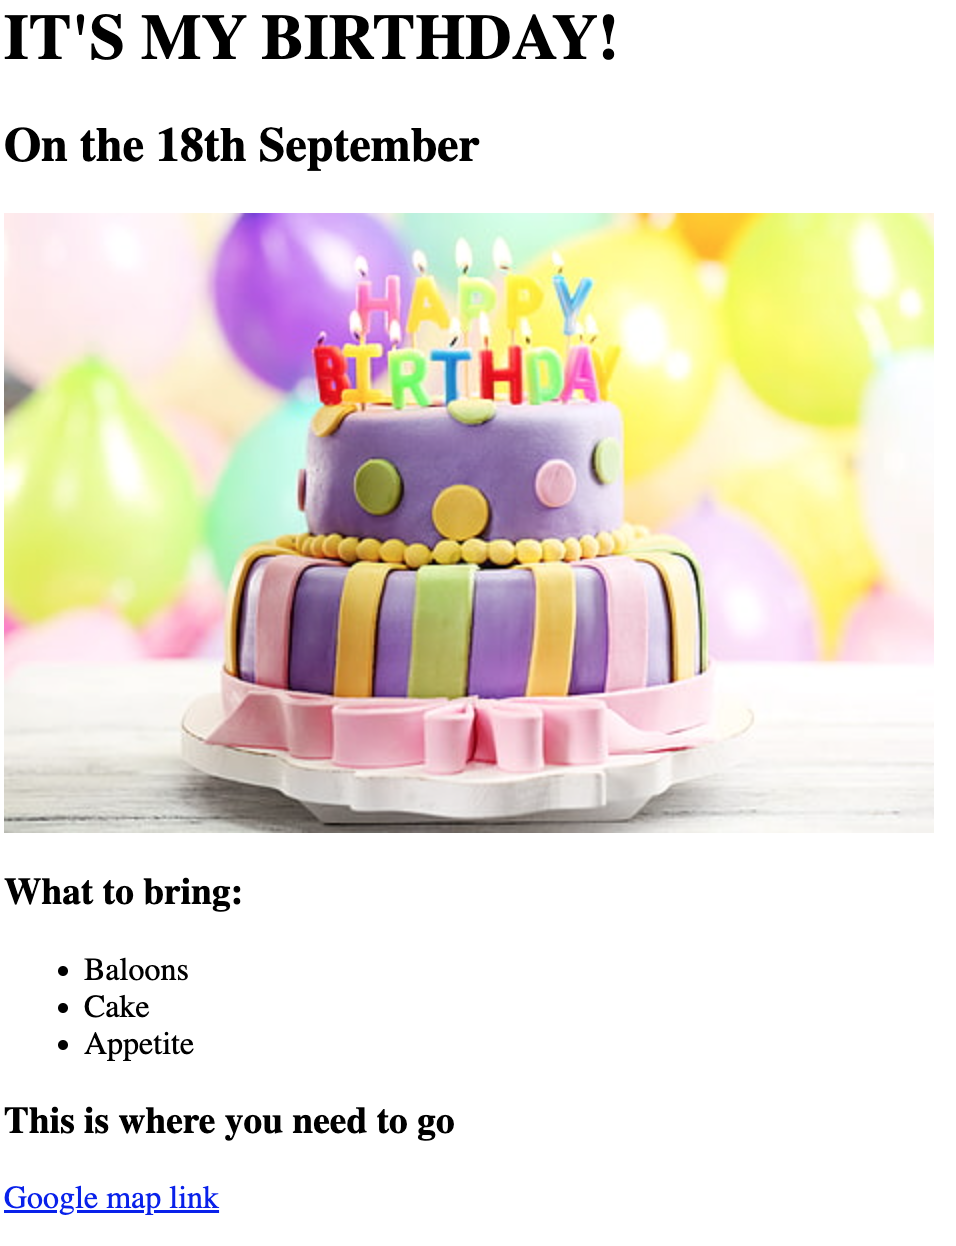 IT'S MY BIRTHDAY!
On the 18th September
HAPPY
BIRTHDAY
What to bring:
Baloons
Cake
Appetite
This is where you need to go
Google map link